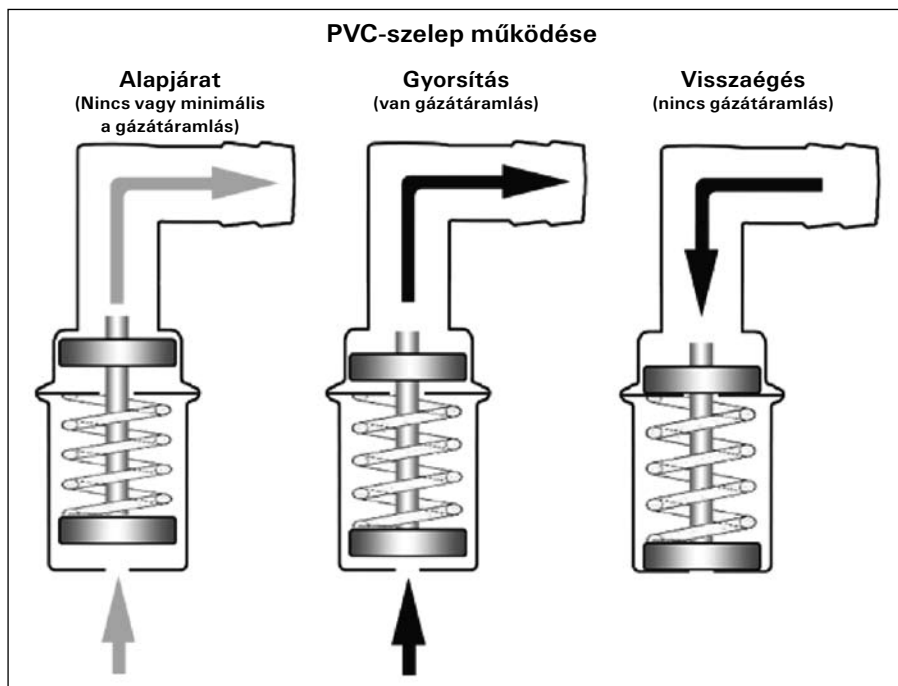 PVC-szelep működése
Alapjárat
(Nincs vagy minimális
a gázátáramlás)
Gyorsítás
(van gázátáramlás)
Visszaégés
(nincs gázátáramlás)